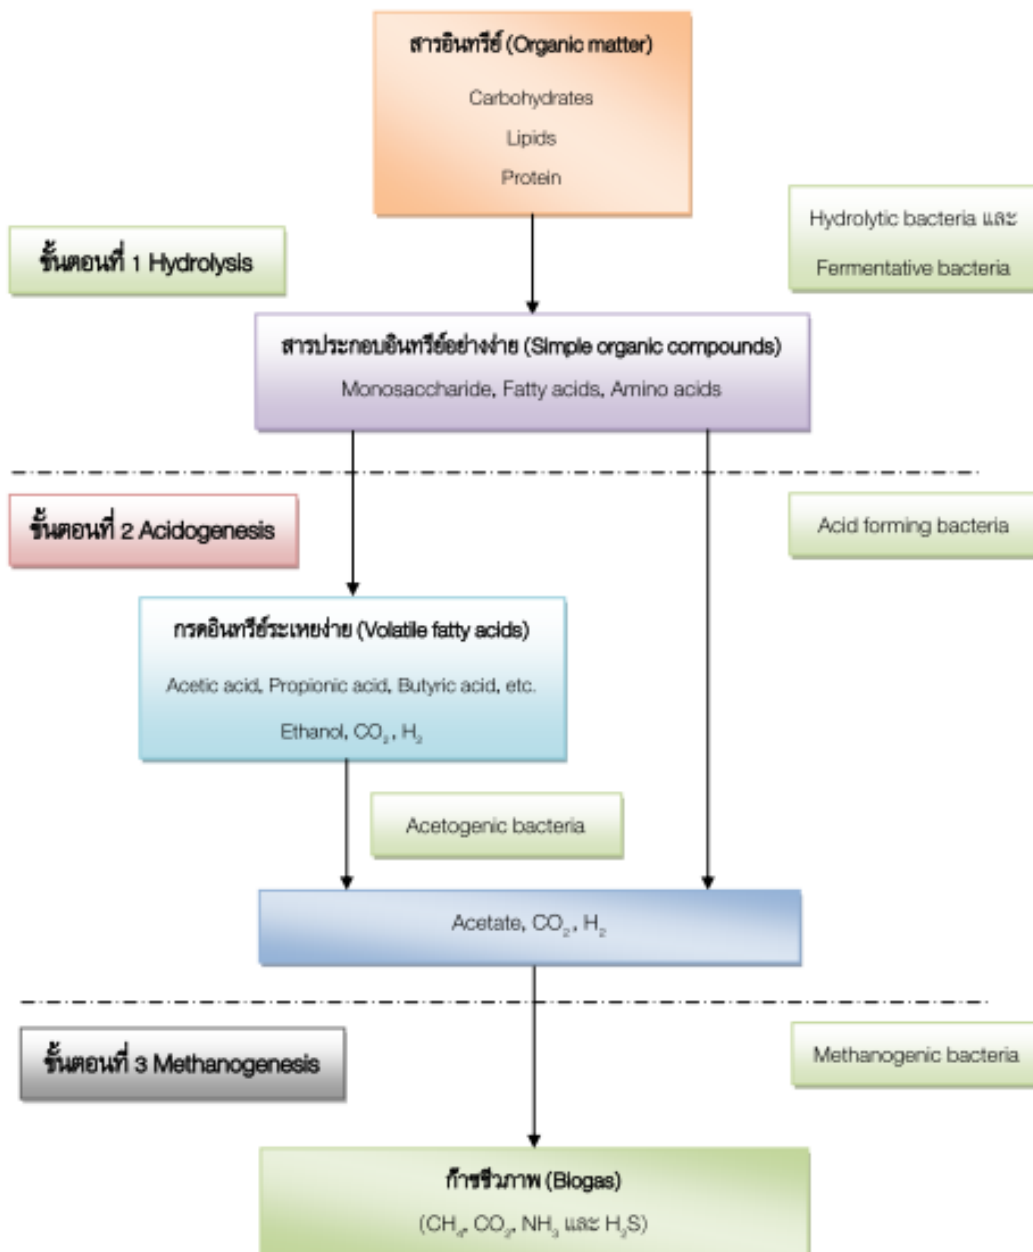 สารอินทรีย์ (Organic matter)
Carbohydrates
Lipids
Protein
ขั้นตอนที่ 1 Hydrolysis
Hydrolytic bacteria และ
Fermentative bacteria
สารประกอบอินทรีย์อย่างง่าย (Simple organic compounds)
Monosaccharide, Fatty acids, Amino acids
ขั้นตอนที่ 2 Acidogenesis
Acid forming bacteria
กรดอินทรีย์ระเหยง่าย (Volatile fatty acids)
Acetic acid, Propionic acid, Butyric acid, etc.
Ethanol, CO₂, H₂
Acetogenic bacteria
Acetate, CO₂, H₂
ขั้นตอนที่ 3 Methanogenesis
Methanogenic bacteria
ก๊าซชีวภาพ (Biogas)
(CH₄, CO₂, NH₃ และ H₂S)